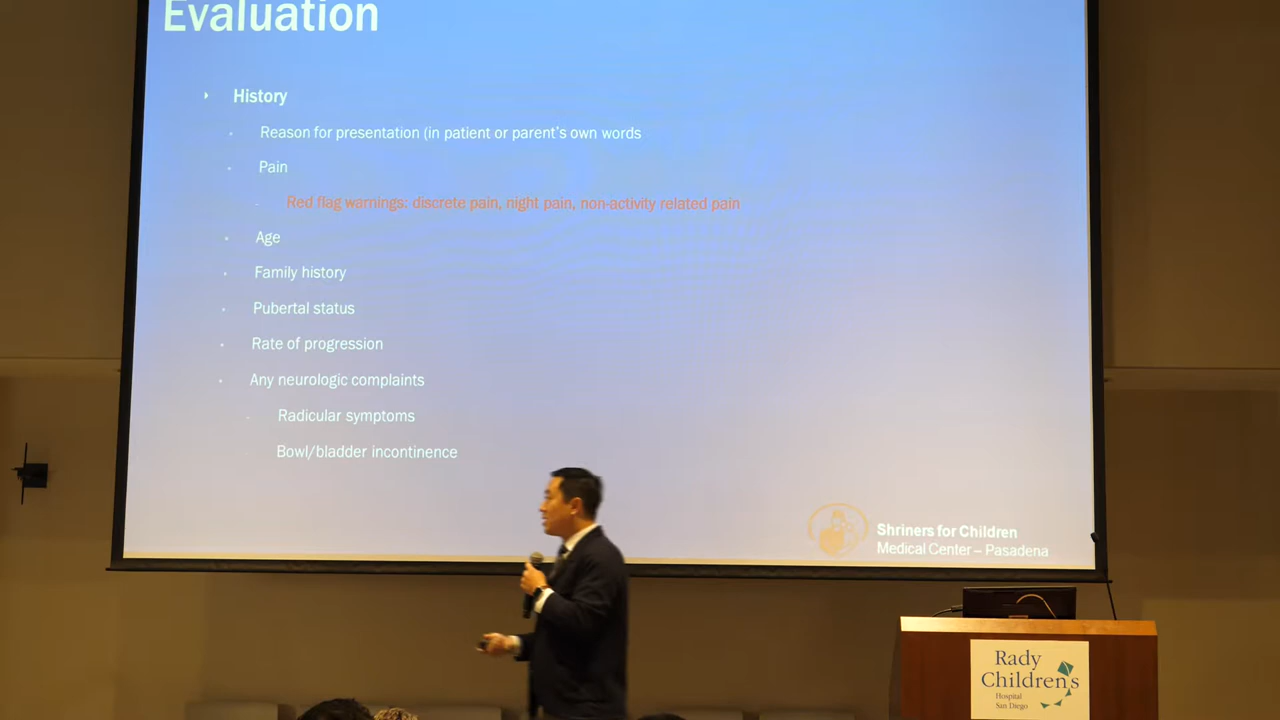 Evaluation
History
Reason for presentation (in patient or parent's own words
Pain
Red flag warnings: discrete pain, night pain, non-activity related pain
Age
Family history
Pubertal status
Rate of progression
Any neurologic complaints
Radicular symptoms
Bowl/bladder incontinence
Shriners for Children
Medical Center – Pasadena
Rady
Children's
Hospital
San Diego